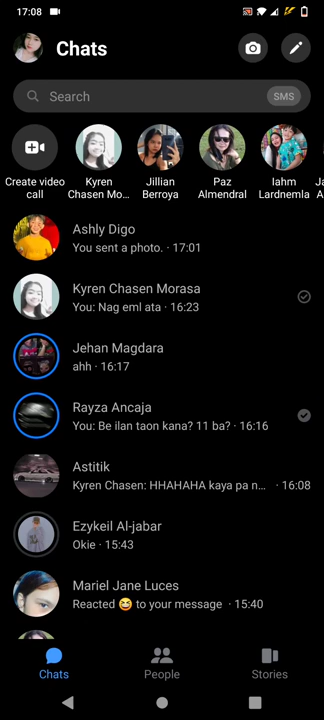 17:08
Chats
Search
SMS
Create video call
Kyren Chasen Mo...
Jillian Berroya
Paz Almendral
Iahm Lardnemla
Ja
A
Ashly Digo
You sent a photo. · 17:01
Kyren Chasen Morasa
You: Nag eml ata · 16:23
Jehan Magdara
ahh · 16:17
Rayza Ancaja
You: Be ilan taon kana? 11 ba? · 16:16
Astitik
Kyren Chasen: HHAHAHA kaya pa n... · 16:08
Ezykeil Al-jabar
Okie · 15:43
Mariel Jane Luces
Reacted 😆 to your message · 15:40
Chats
People
Stories